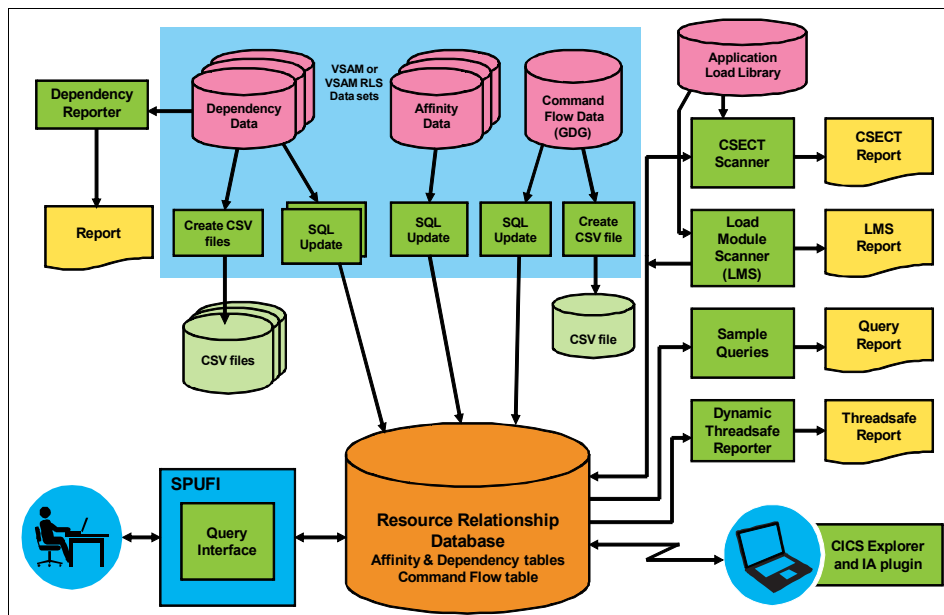 VSAM or
VSAM RLS
Data sets
Application
Load Library
Dependency
Reporter
Dependency
Data
Affinity
Data
Command
Flow Data
(GDG)
CSECT
Scanner
CSECT
Report
Report
Create CSV
files
SQL
Update
SQL
Update
SQL
Update
Create
CSV file
Load
Module
Scanner
(LMS)
LMS
Report
CSV files
CSV file
Sample
Queries
Query
Report
Dynamic
Threadsafe
Reporter
Threadsafe
Report
SPUFI
Query
Interface
Resource Relationship
Database
Affinity & Dependency tables
Command Flow table
CICS Explorer
and IA plugin